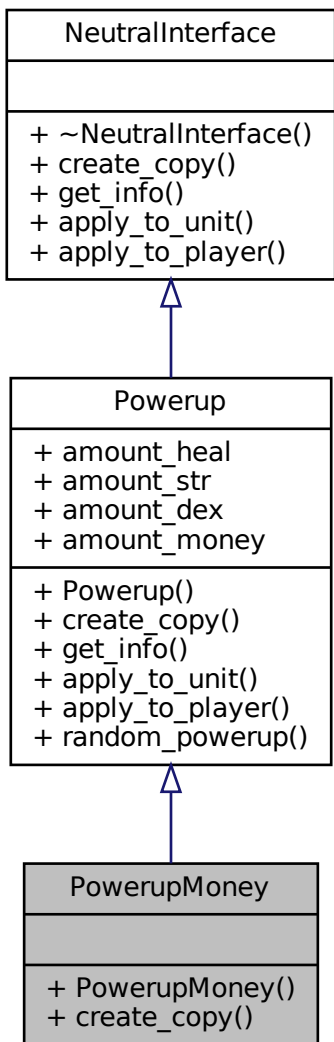 NeutralInterface
+ ~NeutralInterface()
+ create_copy()
+ get_info()
+ apply_to_unit()
+ apply_to_player()
Powerup
+ amount_heal
+ amount_str
+ amount_dex
+ amount_money
+ Powerup()
+ create_copy()
+ get_info()
+ apply_to_unit()
+ apply_to_player()
+ random_powerup()
PowerupMoney
+ PowerupMoney()
+ create_copy()